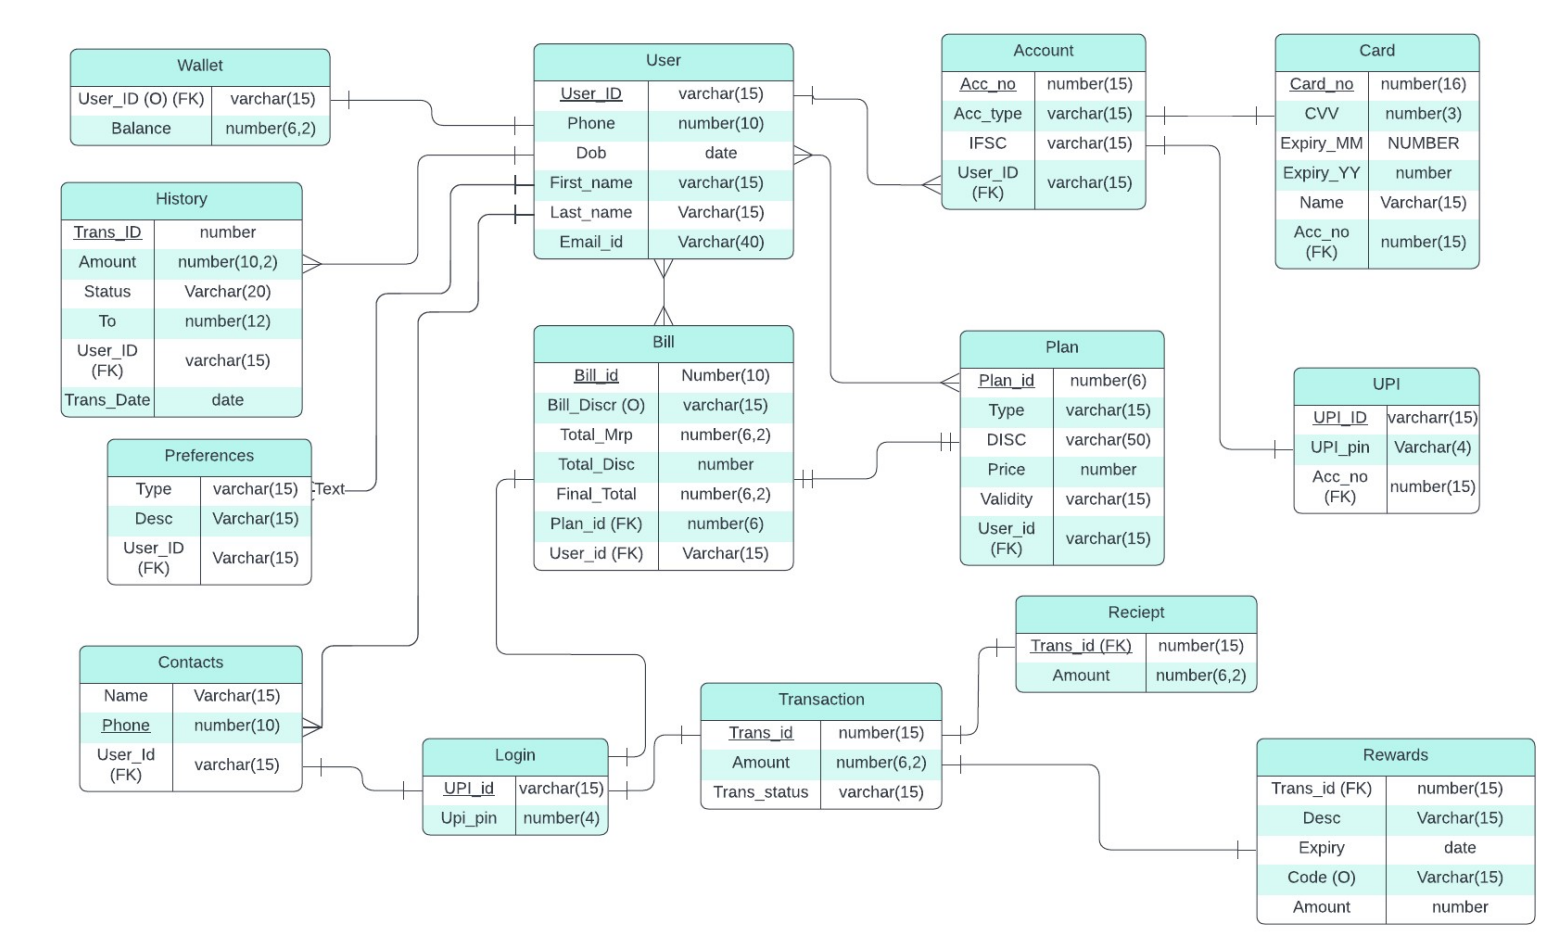 Wallet
User_ID (O) (FK) varchar(15)
Balance number(6,2)
User
User_ID varchar(15)
Phone number(10)
Dob date
First_name varchar(15)
Last_name Varchar(15)
Email_id Varchar(40)
Account
Acc_no number(15)
Acc_type varchar(15)
IFSC varchar(15)
User_ID
(FK) varchar(15)
Card
Card_no number(16)
CVV number(3)
Expiry_MM NUMBER
Expiry_YY number
Name Varchar(15)
Acc_no
(FK) number(15)
History
Trans_ID number
Amount number(10,2)
Status Varchar(20)
To number(12)
User_ID
(FK) varchar(15)
Trans_Date date
Bill
Bill_id Number(10)
Bill_Discr (O) varchar(15)
Total_Mrp number(6,2)
Total_Disc number
Final_Total number(6,2)
Plan_id (FK) number(6)
User_id (FK) Varchar(15)
Plan
Plan_id number(6)
Type varchar(15)
DISC varchar(50)
Price number
Validity varchar(15)
User_id
(FK) varchar(15)
UPI
UPI_ID varcharr(15)
UPI_pin Varchar(4)
Acc_no
(FK) number(15)
Preferences
Type varchar(15)
Desc Varchar(15)
User_ID
(FK) Varchar(15)
Text
Reciept
Trans_id (FK) number(15)
Amount number(6,2)
Contacts
Name Varchar(15)
Phone number(10)
User_Id
(FK) varchar(15)
Login
UPI_id varchar(15)
Upi_pin number(4)
Transaction
Trans_id number(15)
Amount number(6,2)
Trans_status varchar(15)
Rewards
Trans_id (FK) number(15)
Desc Varchar(15)
Expiry date
Code (O) Varchar(15)
Amount number